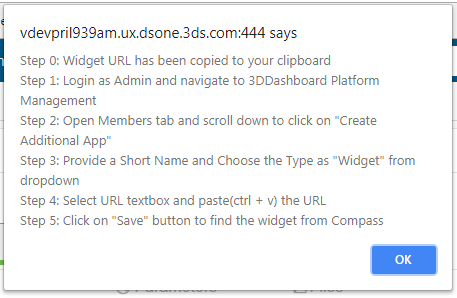 vdevpril939am.ux.dsone.3ds.com:444 says
Step 0: Widget URL has been copied to your clipboard
Step 1: Login as Admin and navigate to 3DDashboard Platform
Management
Step 2: Open Members tab and scroll down to click on "Create
Additional App"
Step 3: Provide a Short Name and Choose the Type as "Widget" from
dropdown
Step 4: Select URL textbox and paste(ctrl + v) the URL
Step 5: Click on "Save" button to find the widget from Compass
OK